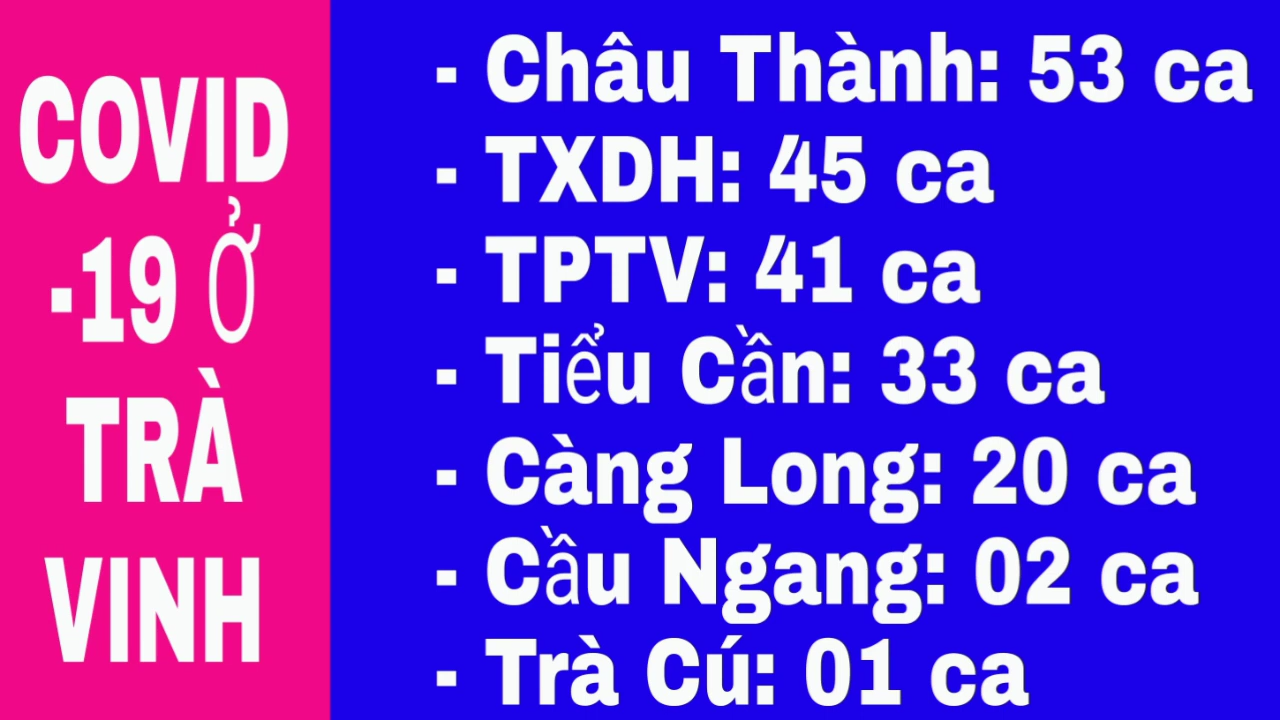 COVID
-19 Ở
TRÀ
VINH
- Châu Thành: 53 ca
- TXDH: 45 ca
- TPTV: 41 ca
- Tiểu Cần: 33 ca
- Càng Long: 20 ca
- Cầu Ngang: 02 ca
- Trà Cú: 01 ca